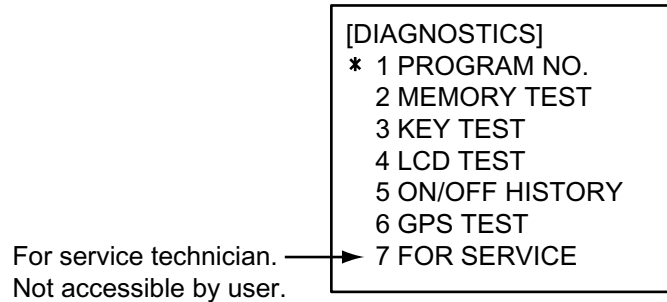 [DIAGNOSTICS]
* 1 PROGRAM NO.
2 MEMORY TEST
3 KEY TEST
4 LCD TEST
5 ON/OFF HISTORY
6 GPS TEST
7 FOR SERVICE
For service technician.
Not accessible by user.